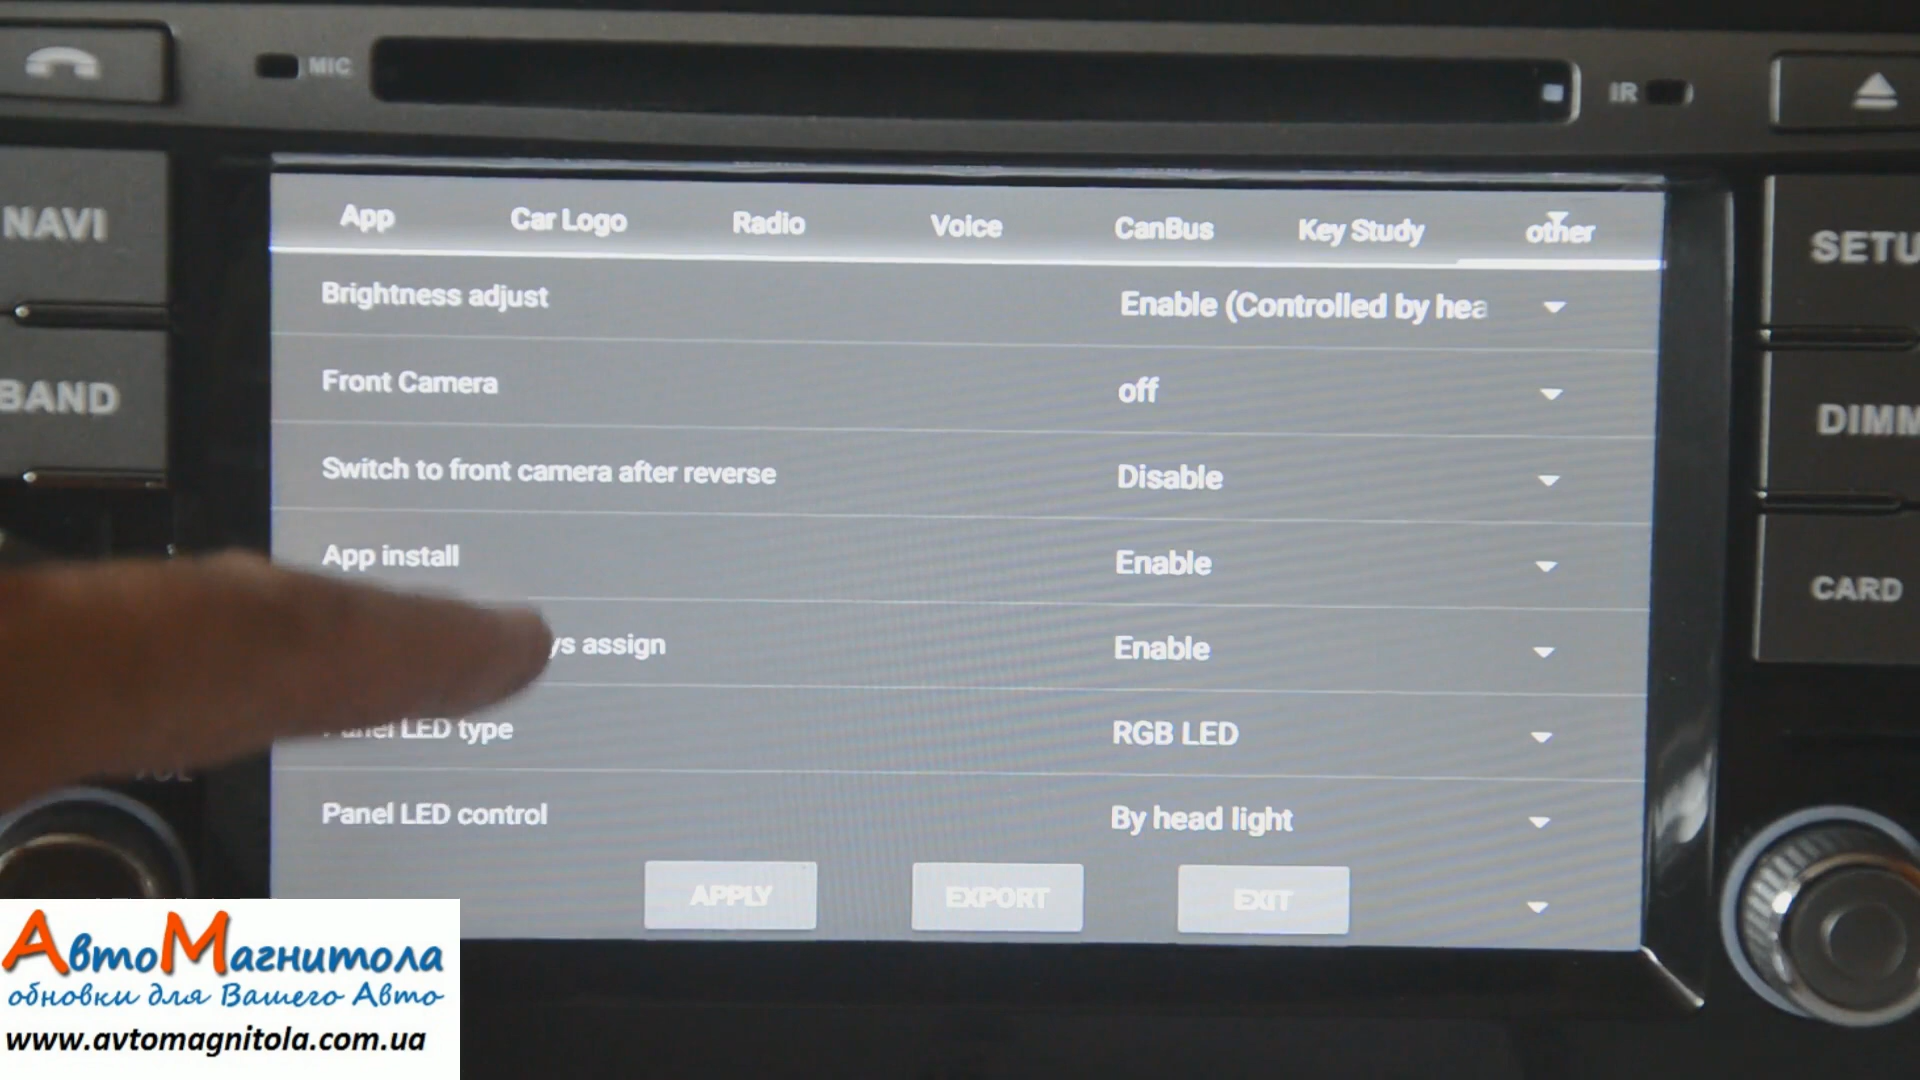 MIC
IR
NAVI
SETU
BAND
DIMM
CARD
App Car Logo Radio Voice CanBus Key Study other
Brightness adjust Enable (Controlled by hea
Front Camera off
Switch to front camera after reverse Disable
App install Enable
ys assign Enable
Panel LED type RGB LED
Panel LED control By head light
APPLY EXPORT EXIT
АвтоМагнитола
обновки для Вашего Авто
www.avtomagnitola.com.ua